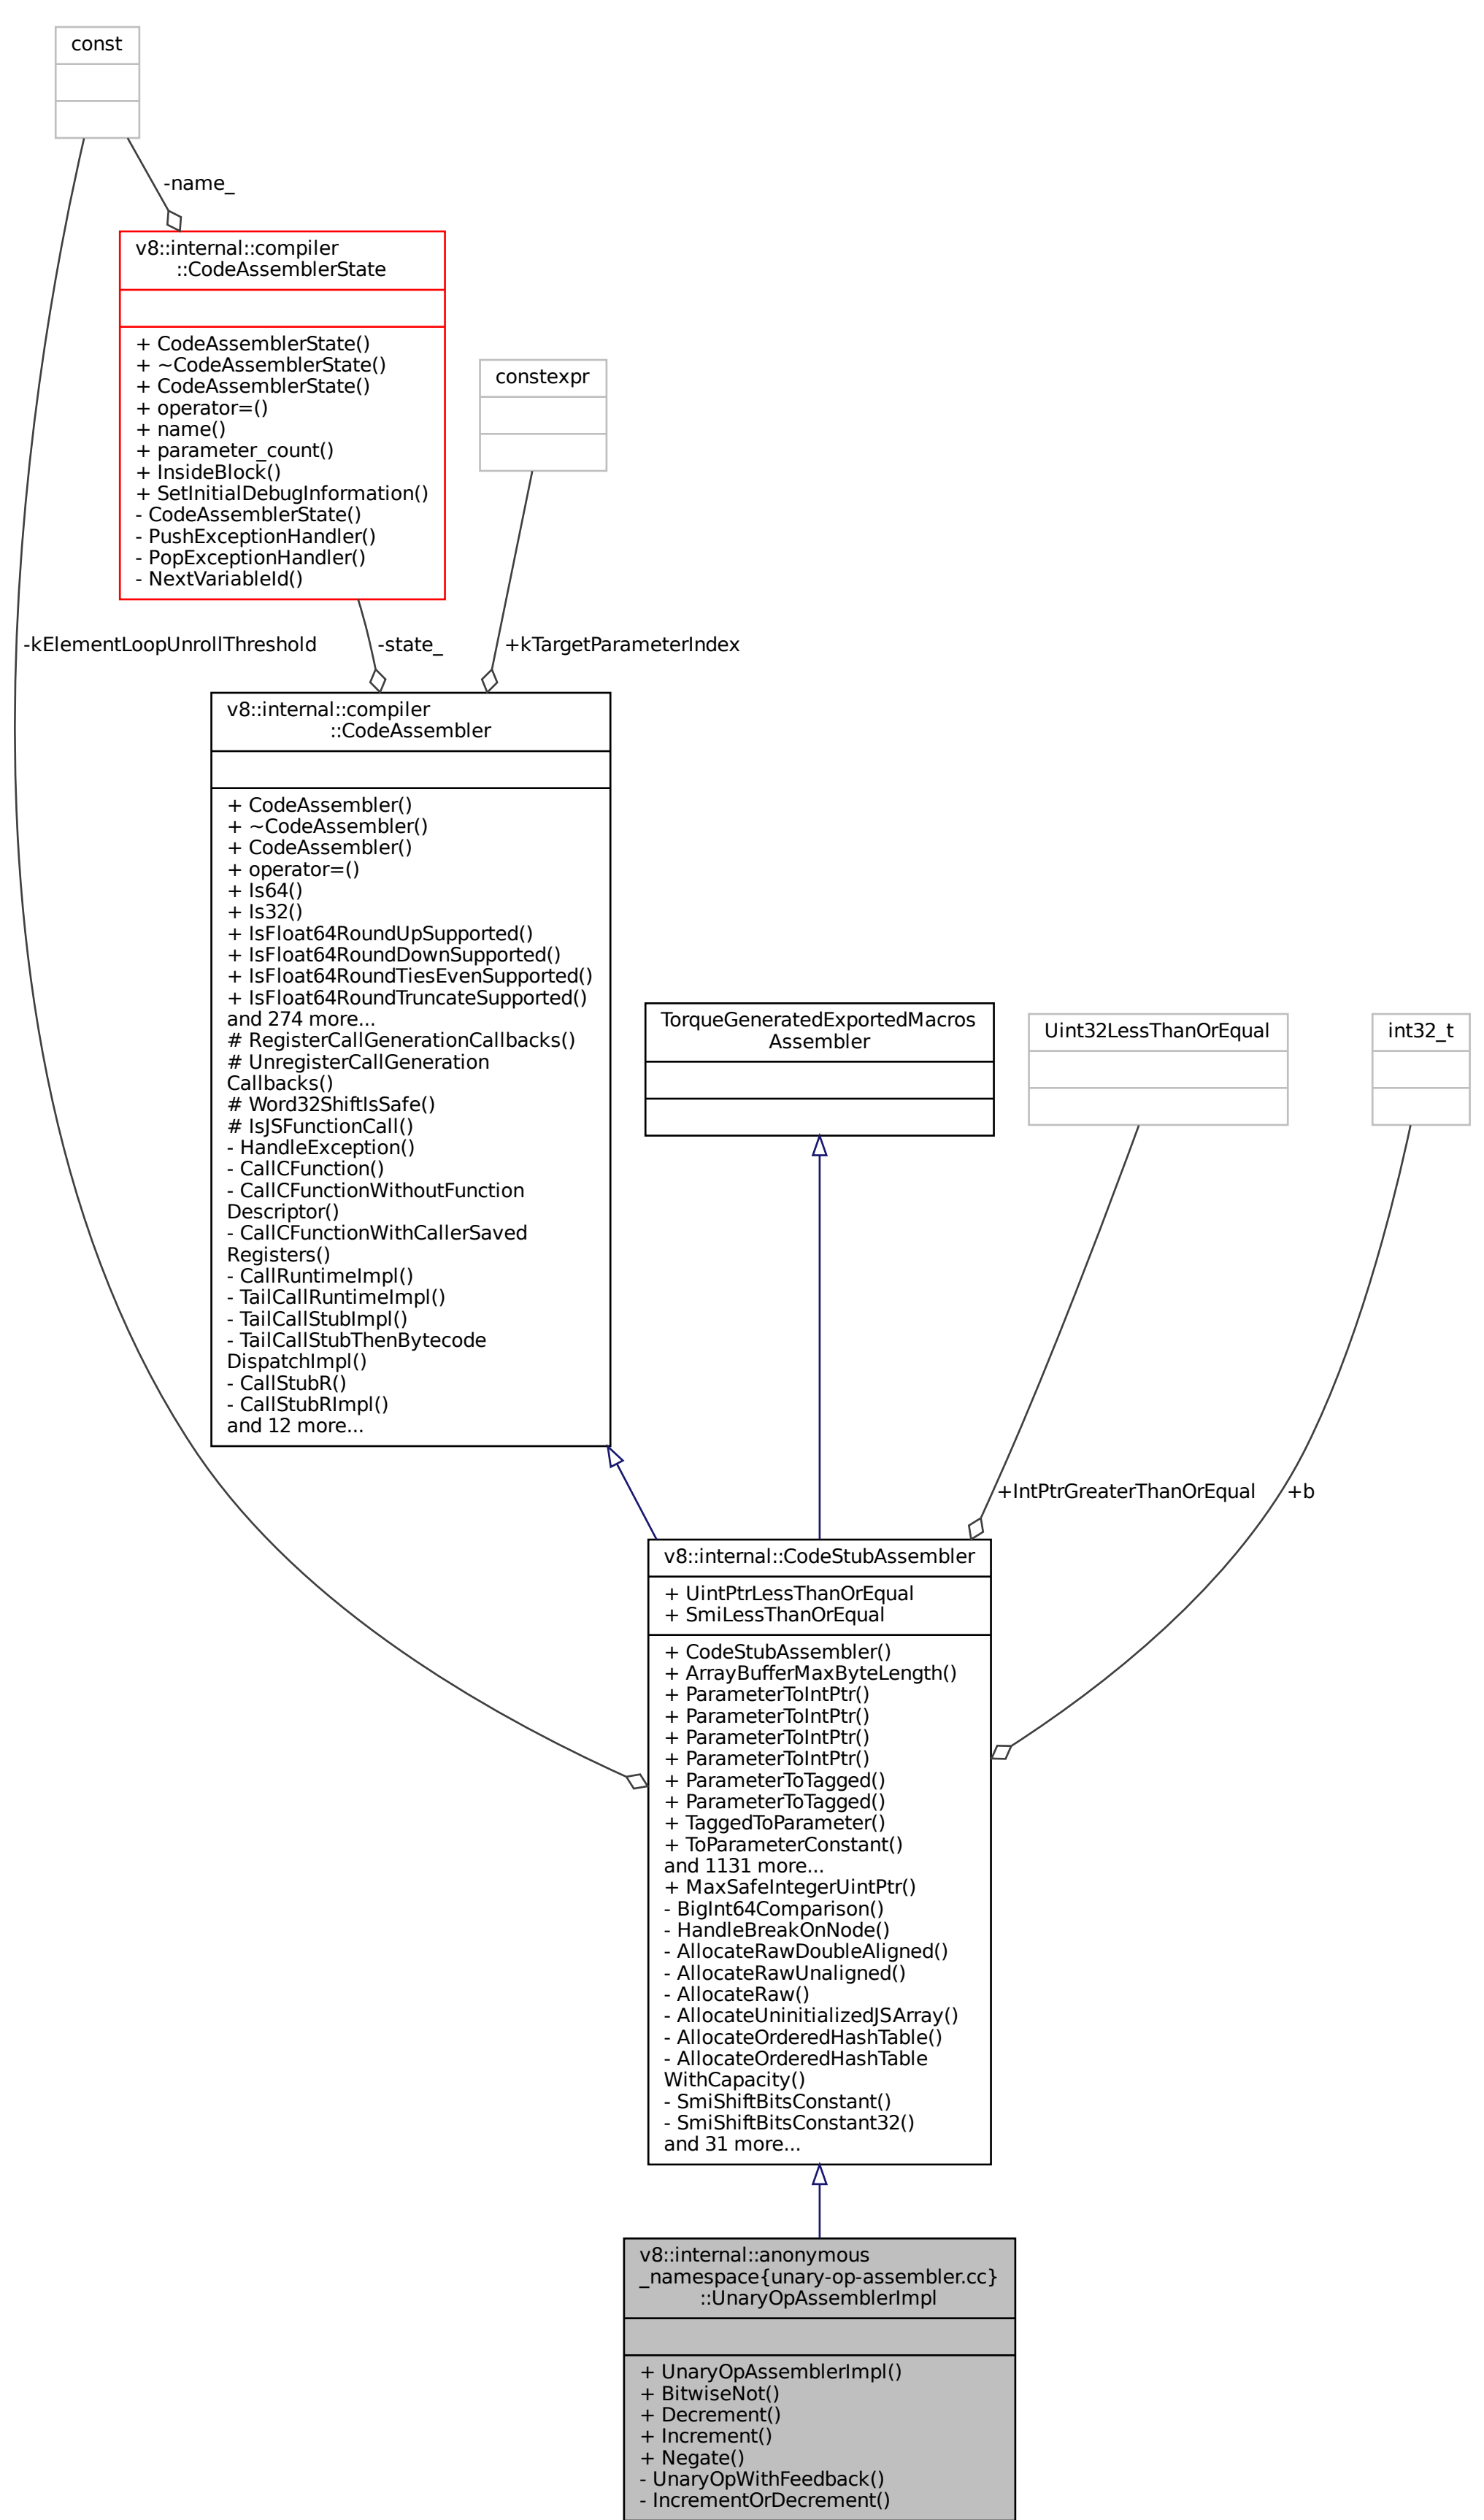 const
-name_
v8::internal::compiler
::CodeAssemblerState
+ CodeAssemblerState()
+ ~CodeAssemblerState()
+ CodeAssemblerState()
+ operator=()
+ name()
+ parameter_count()
+ InsideBlock()
+ SetInitialDebugInformation()
- CodeAssemblerState()
- PushExceptionHandler()
- PopExceptionHandler()
- NextVariableId()
constexpr
-kElementLoopUnrollThreshold
-state_
+kTargetParameterIndex
v8::internal::compiler
::CodeAssembler
+ CodeAssembler()
+ ~CodeAssembler()
+ CodeAssembler()
+ operator=()
+ Is64()
+ Is32()
+ IsFloat64RoundUpSupported()
+ IsFloat64RoundDownSupported()
+ IsFloat64RoundTiesEvenSupported()
+ IsFloat64RoundTruncateSupported()
and 274 more...
# RegisterCallGenerationCallbacks()
# UnregisterCallGeneration
Callbacks()
# Word32ShiftIsSafe()
# IsJSFunctionCall()
- HandleException()
- CallCFunction()
- CallCFunctionWithoutFunction
Descriptor()
- CallCFunctionWithCallerSaved
Registers()
- CallRuntimeImpl()
- TailCallRuntimeImpl()
- TailCallStubImpl()
- TailCallStubThenBytecode
DispatchImpl()
- CallStubR()
- CallStubRImpl()
and 12 more...
TorqueGeneratedExportedMacros
Assembler
Uint32LessThanOrEqual
int32_t
+IntPtrGreaterThanOrEqual
+b
v8::internal::CodeStubAssembler
+ UintPtrLessThanOrEqual
+ SmiLessThanOrEqual
+ CodeStubAssembler()
+ ArrayBufferMaxByteLength()
+ ParameterToIntPtr()
+ ParameterToIntPtr()
+ ParameterToIntPtr()
+ ParameterToIntPtr()
+ ParameterToTagged()
+ ParameterToTagged()
+ TaggedToParameter()
+ ToParameterConstant()
and 1131 more...
+ MaxSafeIntegerUintPtr()
- BigInt64Comparison()
- HandleBreakOnNode()
- AllocateRawDoubleAligned()
- AllocateRawUnaligned()
- AllocateRaw()
- AllocateUninitializedJSArray()
- AllocateOrderedHashTable()
- AllocateOrderedHashTable
WithCapacity()
- SmiShiftBitsConstant()
- SmiShiftBitsConstant32()
and 31 more...
v8::internal::anonymous
_namespace{unary-op-assembler.cc}
::UnaryOpAssemblerImpl
+ UnaryOpAssemblerImpl()
+ BitwiseNot()
+ Decrement()
+ Increment()
+ Negate()
- UnaryOpWithFeedback()
- IncrementOrDecrement()